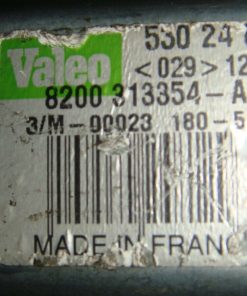 Valeo
530 24
<029> 12
8200 313354-A
3/M-00023 180-5
MADE IN FRANC